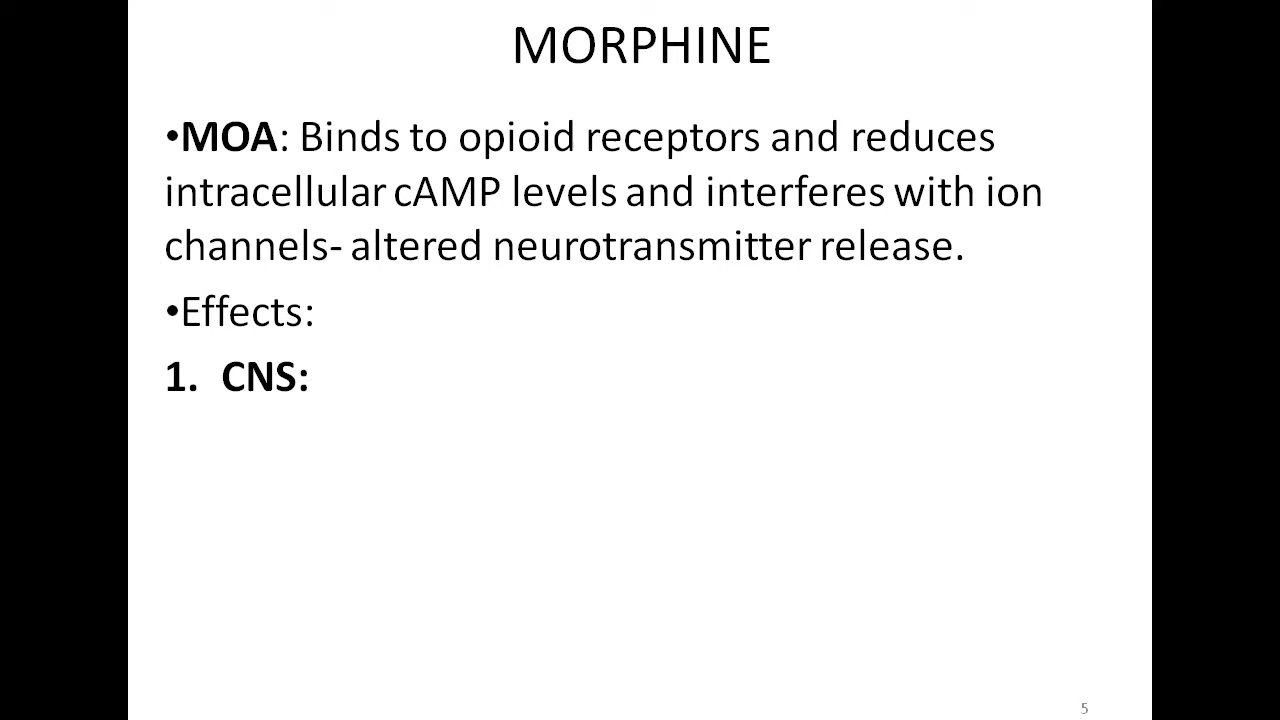 MORPHINE
•MOA: Binds to opioid receptors and reduces
intracellular cAMP levels and interferes with ion
channels- altered neurotransmitter release.
•Effects:
1. CNS:
5